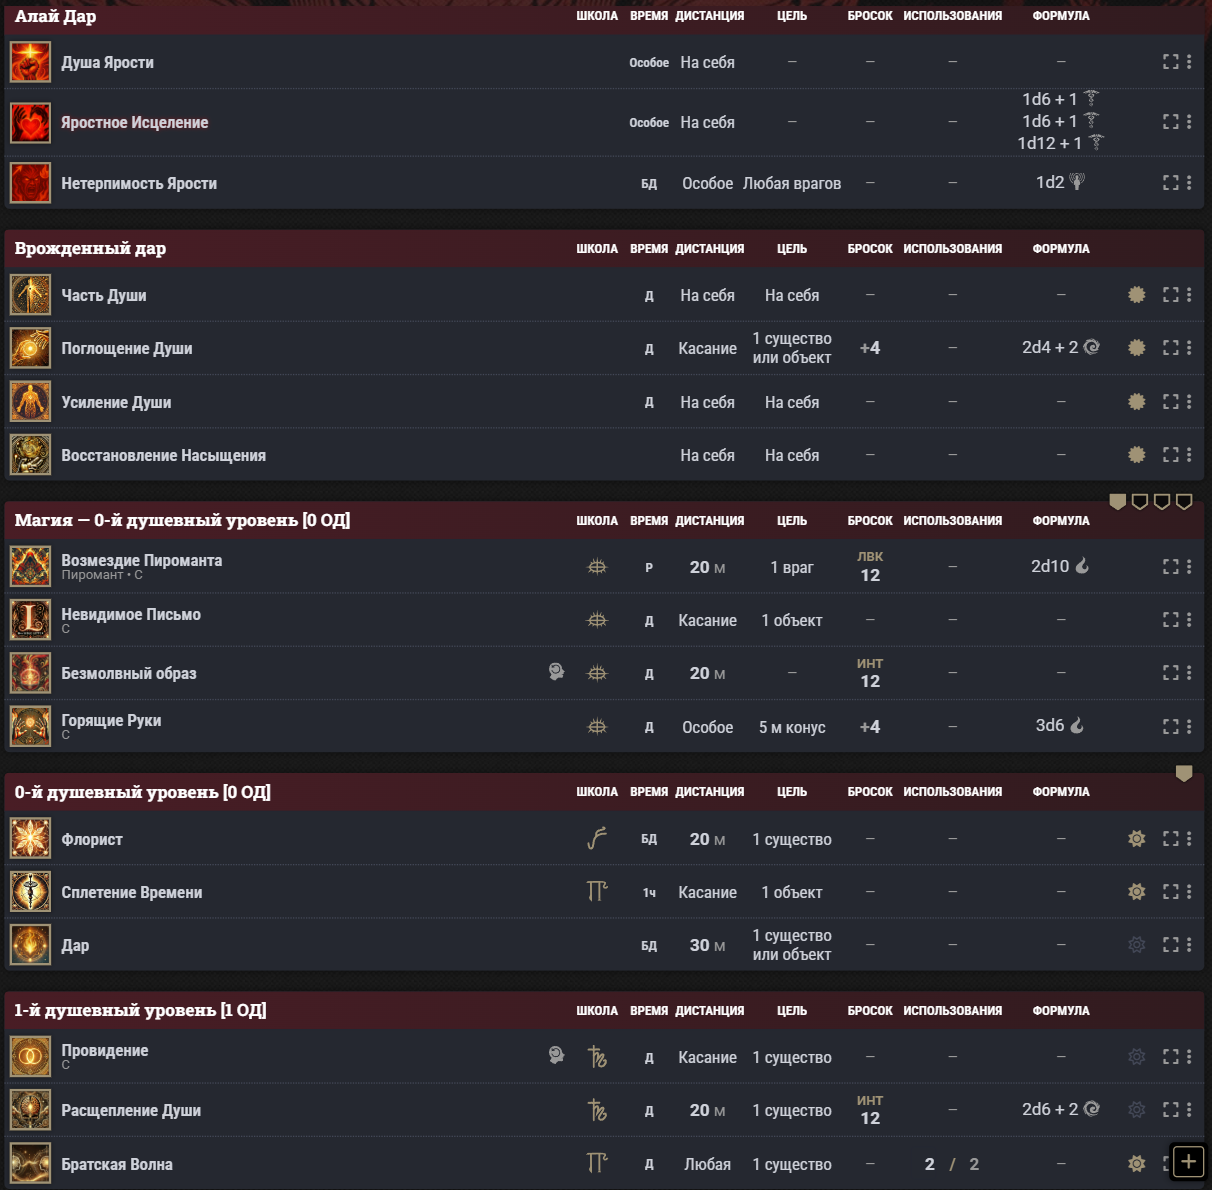 Алай Дар ШКОЛА ВРЕМЯ ДИСТАНЦИЯ ЦЕЛЬ БРОСОК ИСПОЛЬЗОВАНИЯ ФОРМУЛА
Душа Ярости Особое На себя — — — —
Яростное Исцеление Особое На себя — — — 1d6 + 1
1d6 + 1
1d12 + 1
Нетерпимость Ярости БД Особое Любая врагов — — 1d2
Врожденный дар ШКОЛА ВРЕМЯ ДИСТАНЦИЯ ЦЕЛЬ БРОСОК ИСПОЛЬЗОВАНИЯ ФОРМУЛА
Часть Души Д На себя На себя — — —
Поглощение Души Д Касание 1 существо или объект +4 — 2d4 + 2
Усиление Души Д На себя На себя — — —
Восстановление Насыщения На себя На себя — — —
Магия — 0-й душевный уровень [0 ОД] ШКОЛА ВРЕМЯ ДИСТАНЦИЯ ЦЕЛЬ БРОСОК ИСПОЛЬЗОВАНИЯ ФОРМУЛА
Возмездие Пироманта Р 20 м 1 враг ЛВК 12 — 2d10
Пиромант • С
Невидимое Письмо Д Касание 1 объект — — —
С
Безмолвный образ Д 20 м — ИНТ 12 — —
Горящие Руки Д Особое 5 м конус +4 — 3d6
С
0-й душевный уровень [0 ОД] ШКОЛА ВРЕМЯ ДИСТАНЦИЯ ЦЕЛЬ БРОСОК ИСПОЛЬЗОВАНИЯ ФОРМУЛА
Флорист БД 20 м 1 существо — — —
Сплетение Времени 1ч Касание 1 объект — — —
Дар БД 30 м 1 существо или объект — — —
1-й душевный уровень [1 ОД] ШКОЛА ВРЕМЯ ДИСТАНЦИЯ ЦЕЛЬ БРОСОК ИСПОЛЬЗОВАНИЯ ФОРМУЛА
Провидение Д Касание 1 существо — — —
С
Расщепление Души Д 20 м 1 существо ИНТ 12 — 2d6 + 2
Братская Волна Д Любая 1 существо — 2 / 2 —